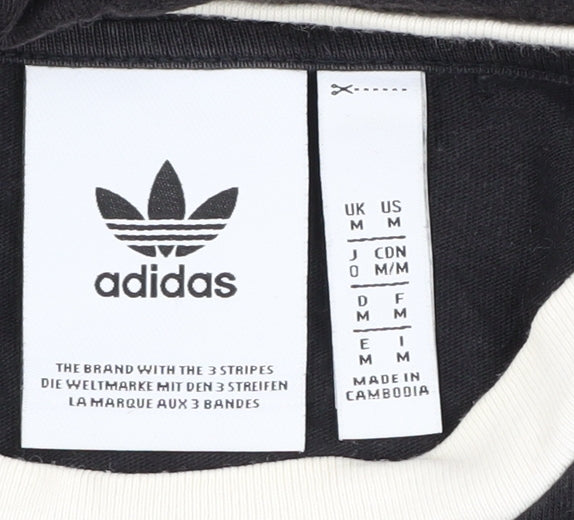 adidas
THE BRAND WITH THE 3 STRIPES
DIE WELTMARKE MIT DEN 3 STREIFEN
LA MARQUE AUX 3 BANDES
UK US
M M
J CDN
O M/M
D F
M M
E I
M M
MADE IN
CAMBODIA